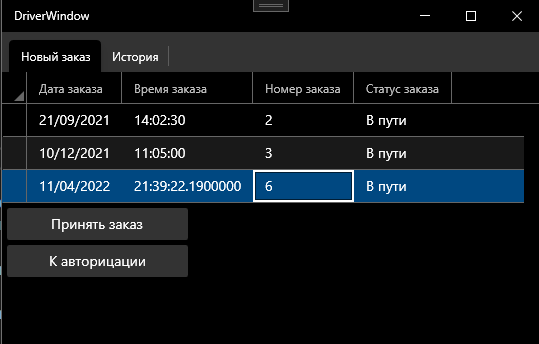 DriverWindow
Новый заказ История
Дата заказа Время заказа Номер заказа Статус заказа
21/09/2021 14:02:30 2 В пути
10/12/2021 11:05:00 3 В пути
11/04/2022 21:39:22.1900000 6 В пути
Принять заказ
К авторицации